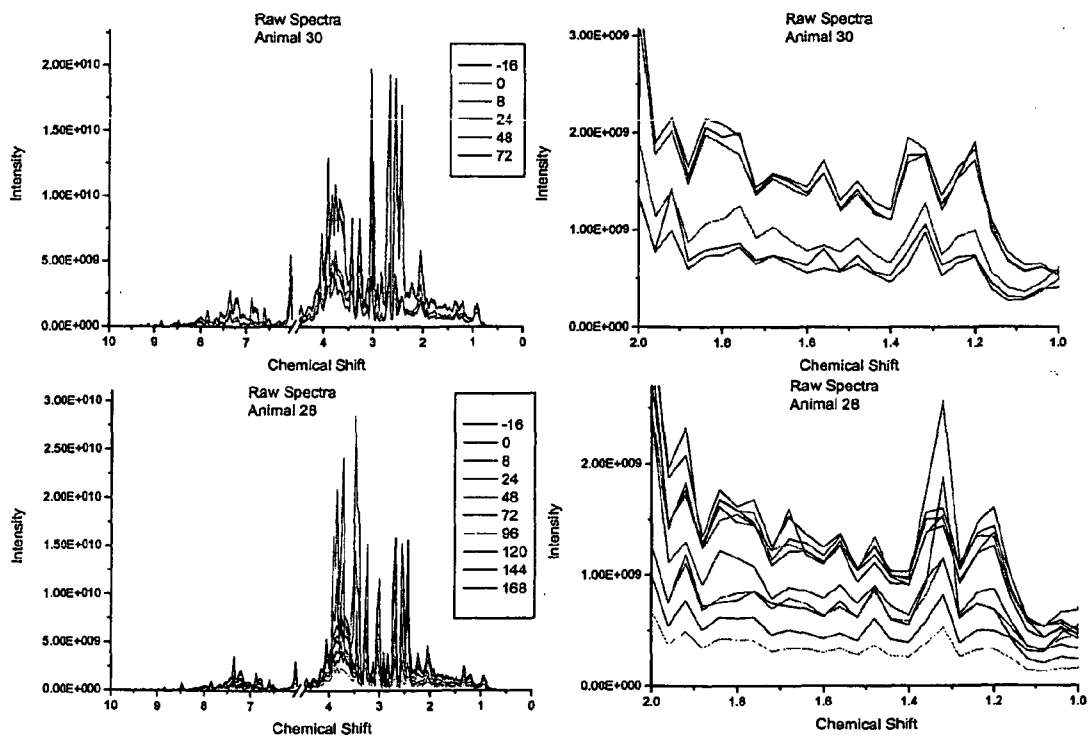 Raw Spectra
Animal 30
2.00E+010
1.50E+010
1.00E+010
5.00E+009
0.00E+000
Intensity
-16
0
8
24
48
72
10 9 8 7 4 3 2 1 0
Chemical Shift
Raw Spectra
Animal 30
3.00E+009
2.00E+009
1.00E+009
0.00E+000
Intensity
2.0 1.8 1.6 1.4 1.2 1.0
Chemical Shift
Raw Spectra
Animal 28
3.00E+010
2.50E+010
2.00E+010
1.50E+010
1.00E+010
5.00E+009
0.00E+000
Intensity
-16
0
8
24
48
72
96
120
144
168
10 9 8 7 4 3 2 1 0
Chemical Shift
Raw Spectra
Animal 28
2.00E+009
1.00E+009
0.00E+000
Intensity
2.0 1.8 1.6 1.4 1.2 1.0
Chemical Shift